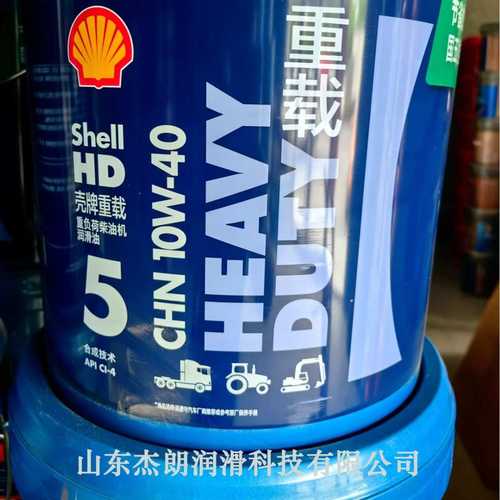 Shell
HD
壳牌重载
重负荷柴油机
润滑油
5
合成技术
API CI-4
CHN 10W-40
HEAVY
DUTY
重载
山东杰朗润滑科技有限公司